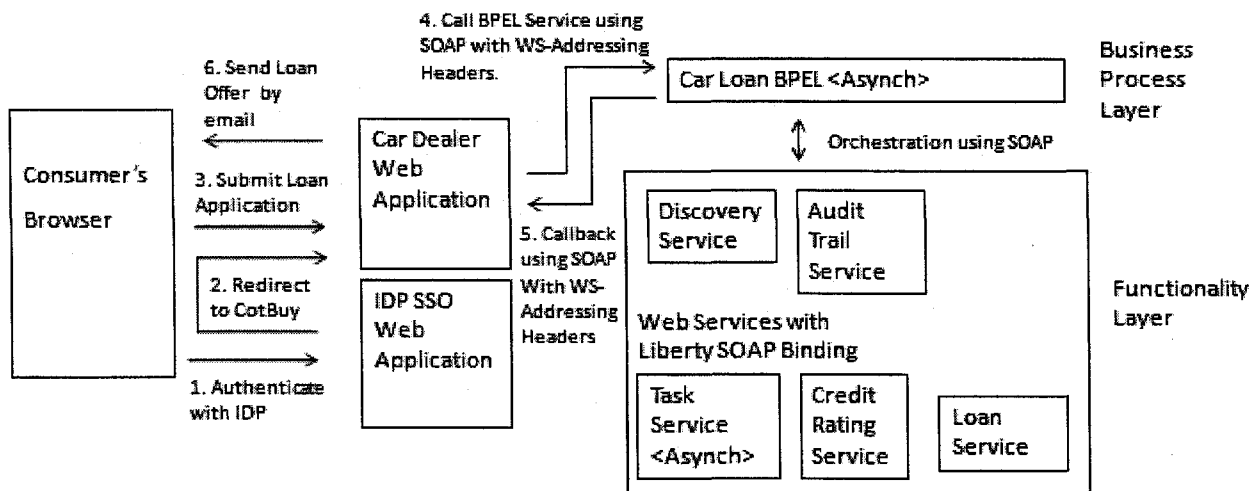 4. Call BPEL Service using
SOAP with WS-Addressing
Headers.
Business
Process
Layer
6. Send Loan
Offer by
email
Car Loan BPEL <Asynch>
Consumer's
Browser
Car Dealer
Web
Application
Orchestration using SOAP
3. Submit Loan
Application
Discovery
Service
Audit
Trail
Service
5. Callback
using SOAP
With WS-
Addressing
Headers
2. Redirect
to CotBuy
IDP SSO
Web
Application
Functionality
Layer
Web Services with
Liberty SOAP Binding
1. Authenticate
with IDP
Task
Service
<Asynch>
Credit
Rating
Service
Loan
Service